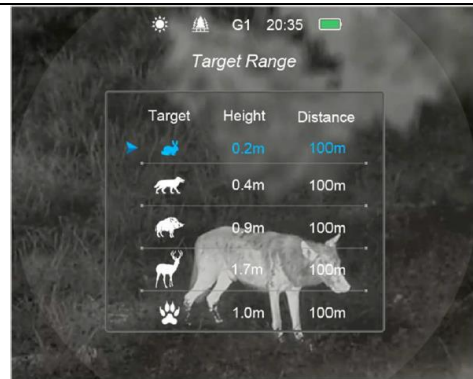 G1 20:35
Target Range
Target Height Distance
0.2m 100m
0.4m 100m
0.9m 100m
1.7m 100m
1.0m 100m